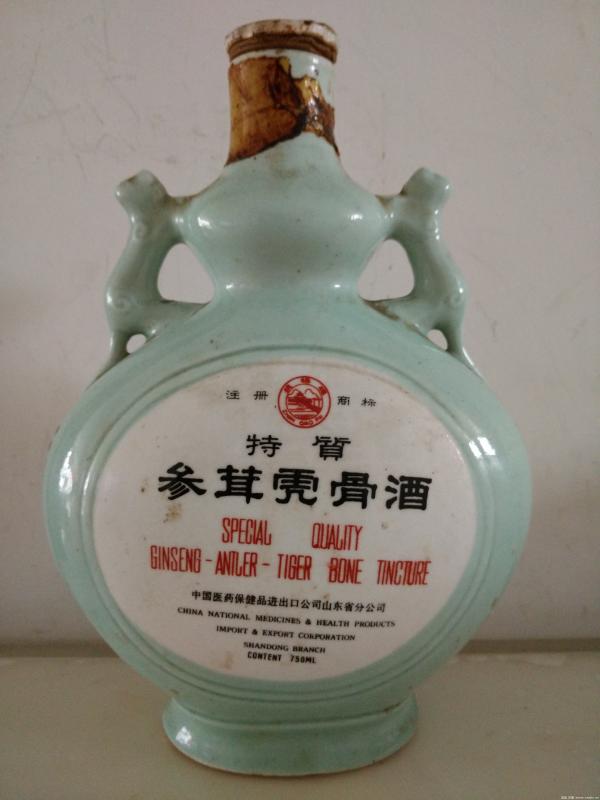 注册 商标
特质
参茸虎骨酒
SPECIAL QUALITY
GINSENG-ANTLER-TIGER BONE TINCTURE
中国医药保健品进出口公司山东省分公司
CHINA NATIONAL MEDICINES & HEALTH PRODUCTS
IMPORT & EXPORT CORPORATION
SHANDONG BRANCH
CONTENT 750ML